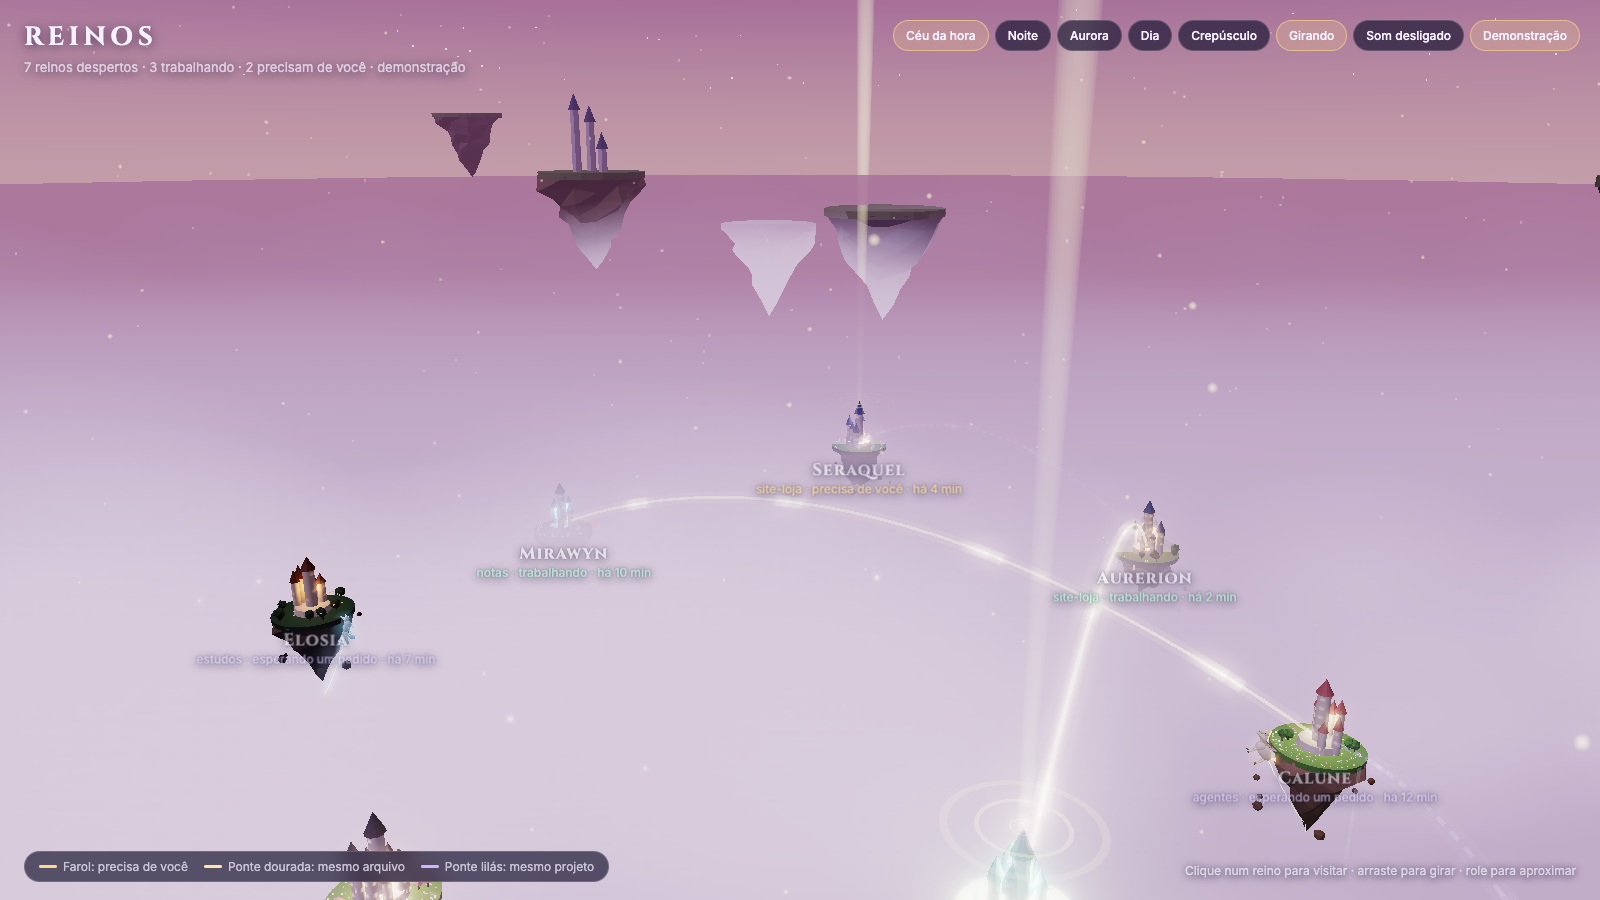 REINOS
7 reinos despertos · 3 trabalhando · 2 precisam de você · demonstração
Céu da hora
Noite
Aurora
Dia
Crepúsculo
Girando
Som desligado
Demonstração
SERAQUEL
site-loja · precisa de você · há 4 min
MIRAWYN
notas · trabalhando · há 10 min
AURERION
site-loja · trabalhando · há 2 min
ELOSIA
estudos · esperando um pedido · há 7 min
CALUNE
agentes · esperando um pedido · há 12 min
Farol: precisa de você
Ponte dourada: mesmo arquivo
Ponte lilás: mesmo projeto
Clique num reino para visitar · arraste para girar · role para aproximar